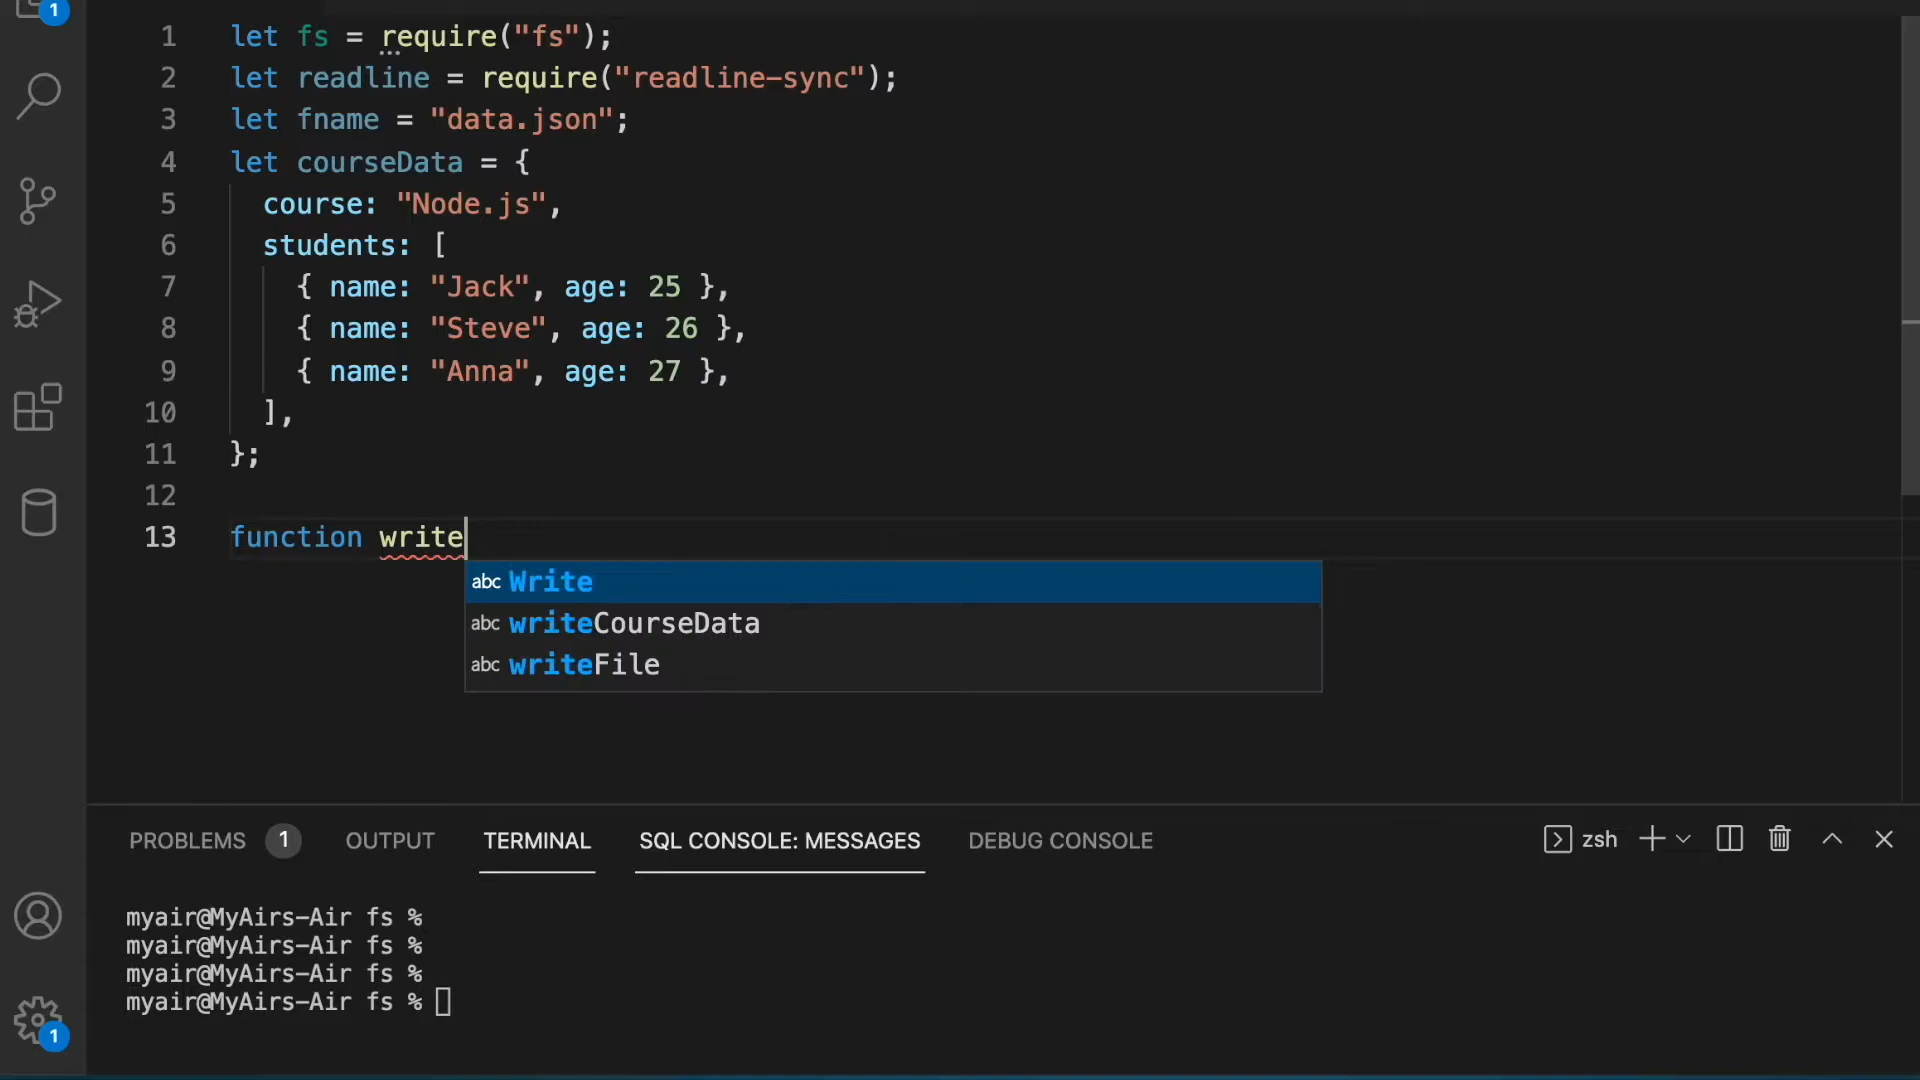 1
1 let fs = require("fs");
2 let readline = require("readline-sync");
3 let fname = "data.json";
4 let courseData = {
5 course: "Node.js",
6 students: [
7 { name: "Jack", age: 25 },
8 { name: "Steve", age: 26 },
9 { name: "Anna", age: 27 },
10 ],
11 };
12
13 function write
abc Write
abc writeCourseData
abc writeFile
PROBLEMS 1 OUTPUT TERMINAL SQL CONSOLE: MESSAGES DEBUG CONSOLE zsh
myair@MyAirs-Air fs %
myair@MyAirs-Air fs %
myair@MyAirs-Air fs %
myair@MyAirs-Air fs %
1